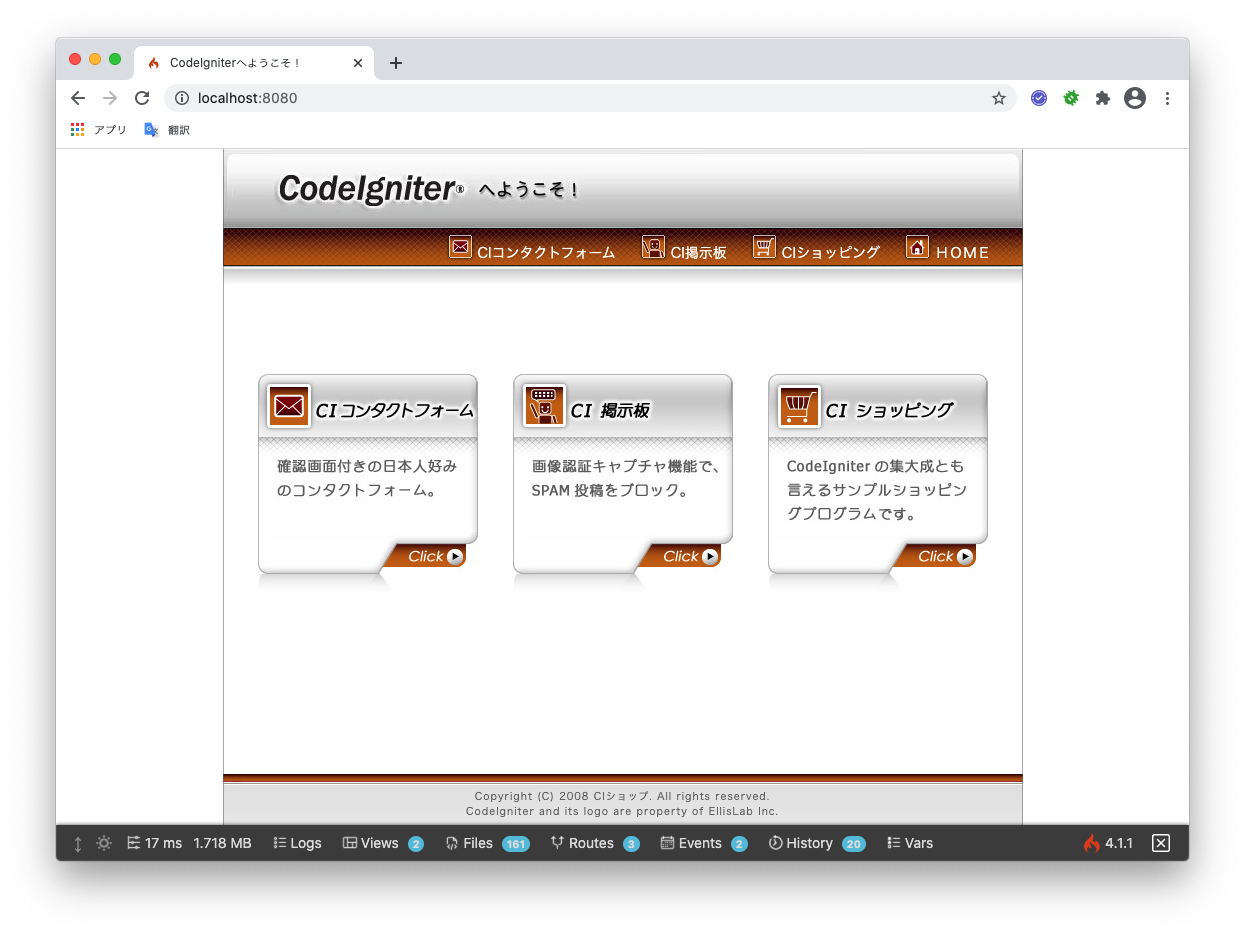 CodeIgniterへようこそ！
localhost:8080
アプリ 翻訳
CodeIgniter® へようこそ！
CIコンタクトフォーム CI掲示板 CIショッピング HOME
CI コンタクトフォーム
確認画面付きの日本人好み
のコンタクトフォーム。
Click
CI 掲示板
画像認証キャプチャ機能で、
SPAM 投稿をブロック。
Click
CI ショッピング
CodeIgniter の集大成とも
言えるサンプルショッピン
グプログラムです。
Click
Copyright (C) 2008 CIショップ. All rights reserved.
CodeIgniter and its logo are property of EllisLab Inc.
17 ms 1.718 MB Logs Views 2 Files 161 Routes 3 Events 2 History 20 Vars 4.1.1